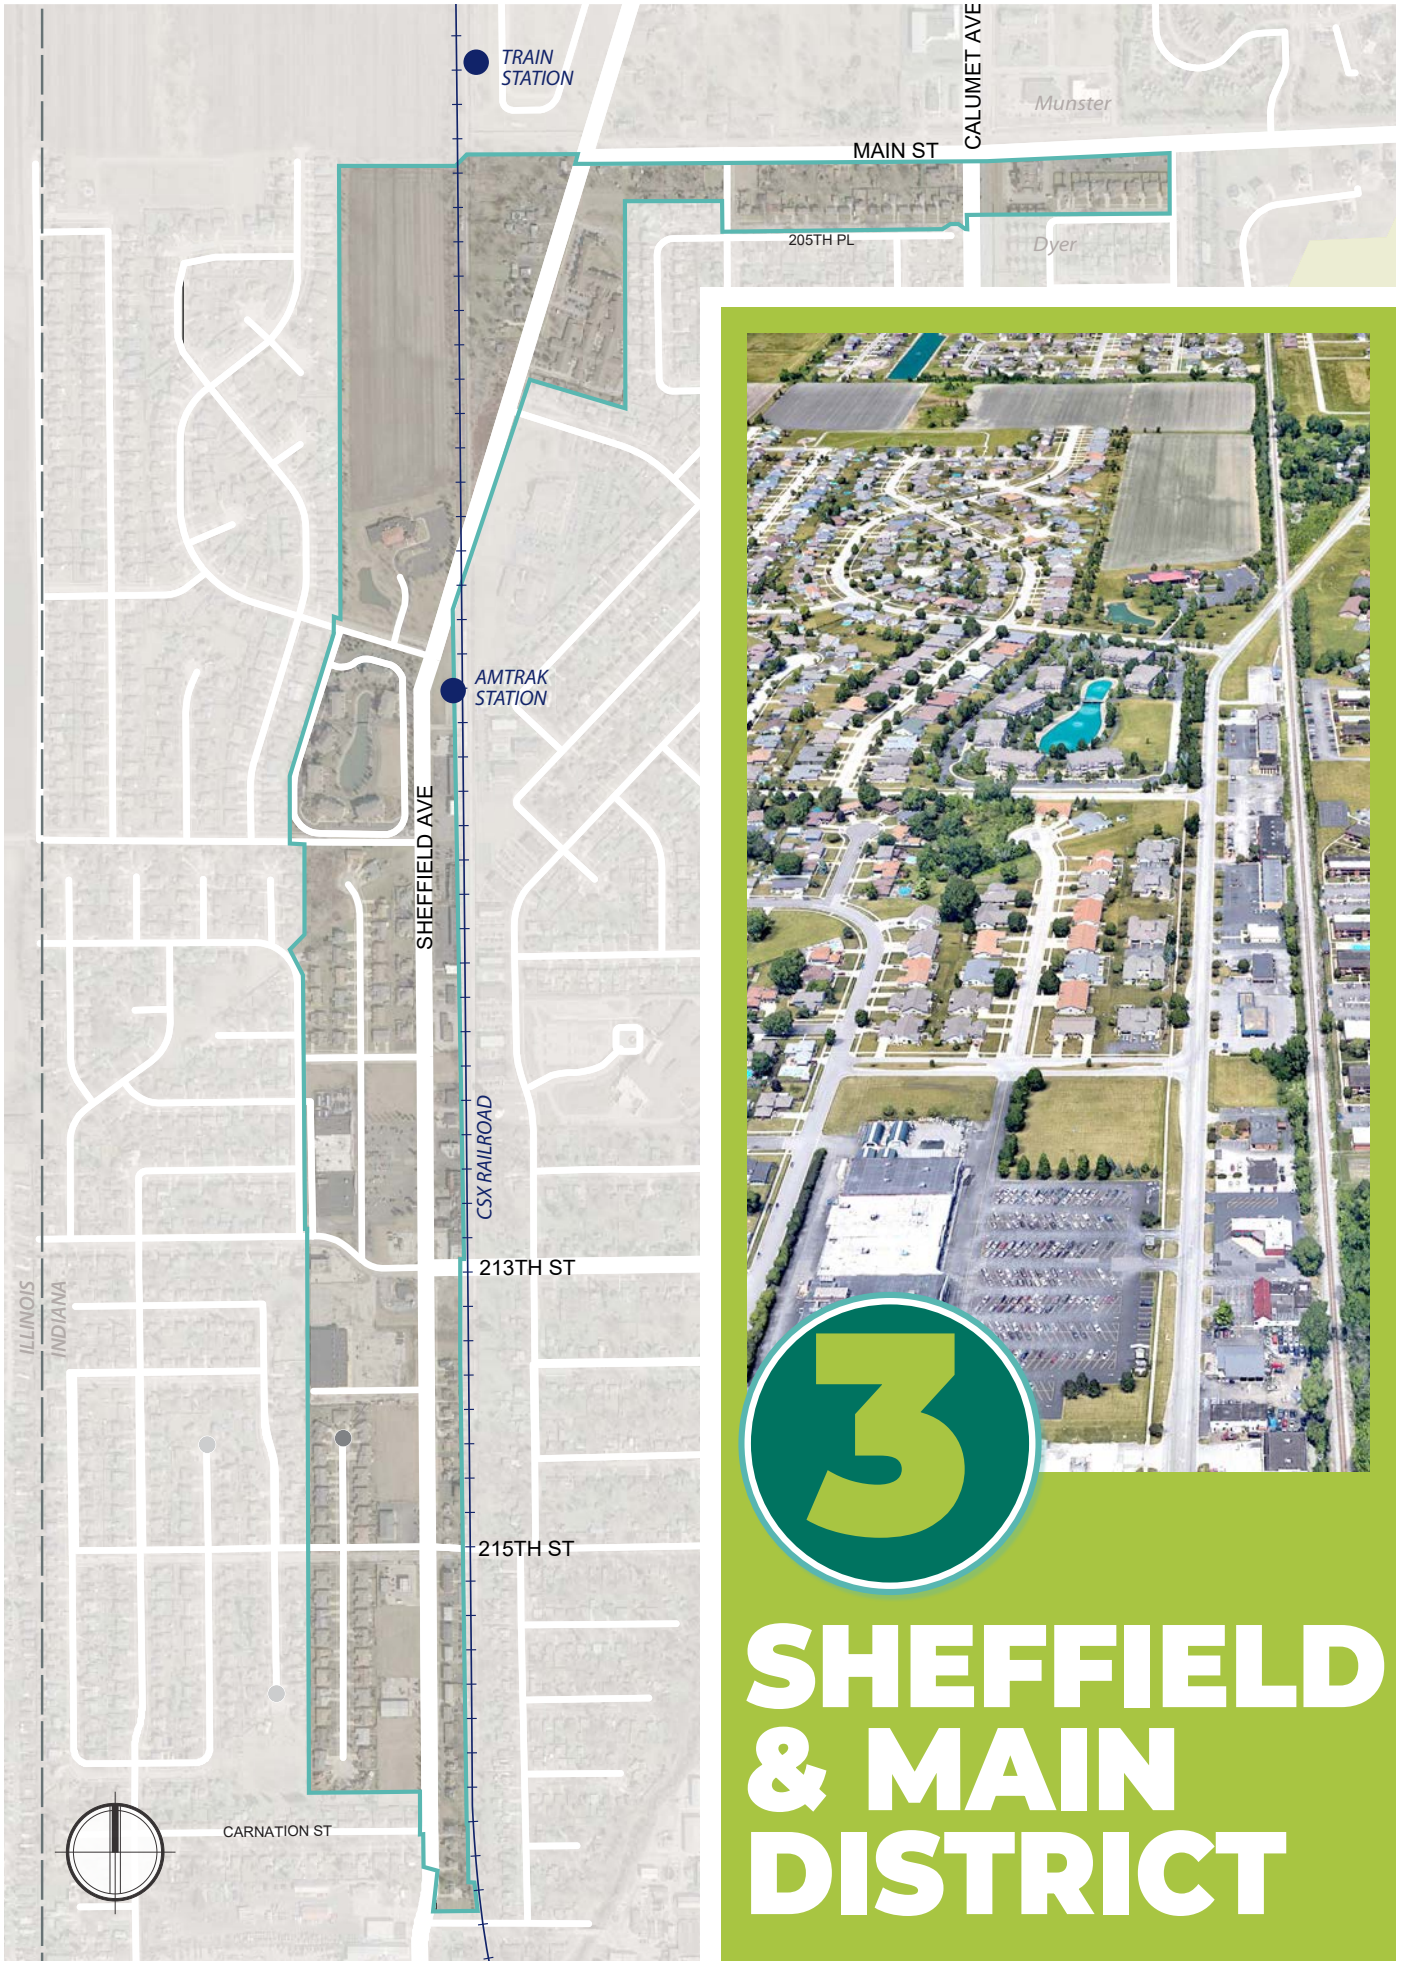 TRAIN
STATION
CALUMET AVE
Munster
MAIN ST
205TH PL
Dyer
AMTRAK
STATION
SHEFFIELD AVE
CSX RAILROAD
213TH ST
ILLINOIS
INDIANA
215TH ST
CARNATION ST
3
SHEFFIELD
& MAIN
DISTRICT